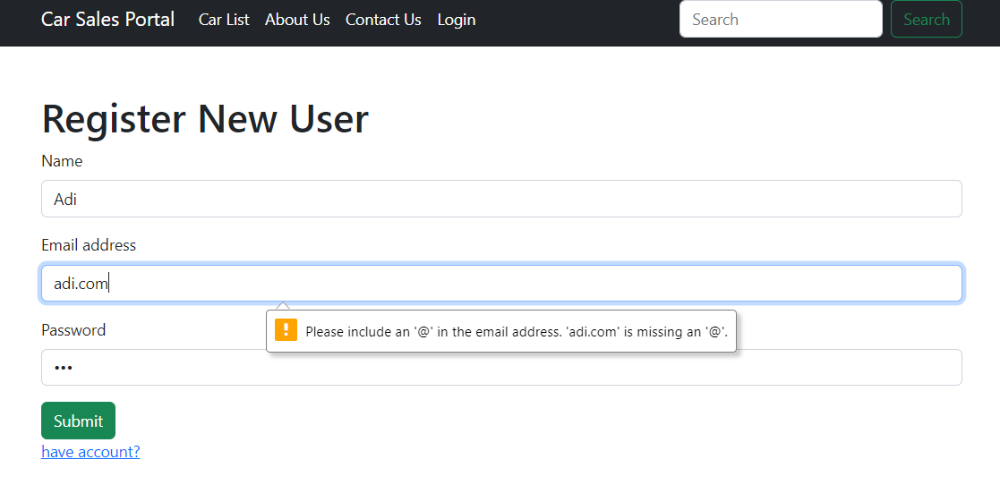 Car Sales Portal Car List About Us Contact Us Login Search Search
Register New User
Name
Adi
Email address
adi.com
Please include an '@' in the email address. 'adi.com' is missing an '@'.
Password
•••
Submit
have account?